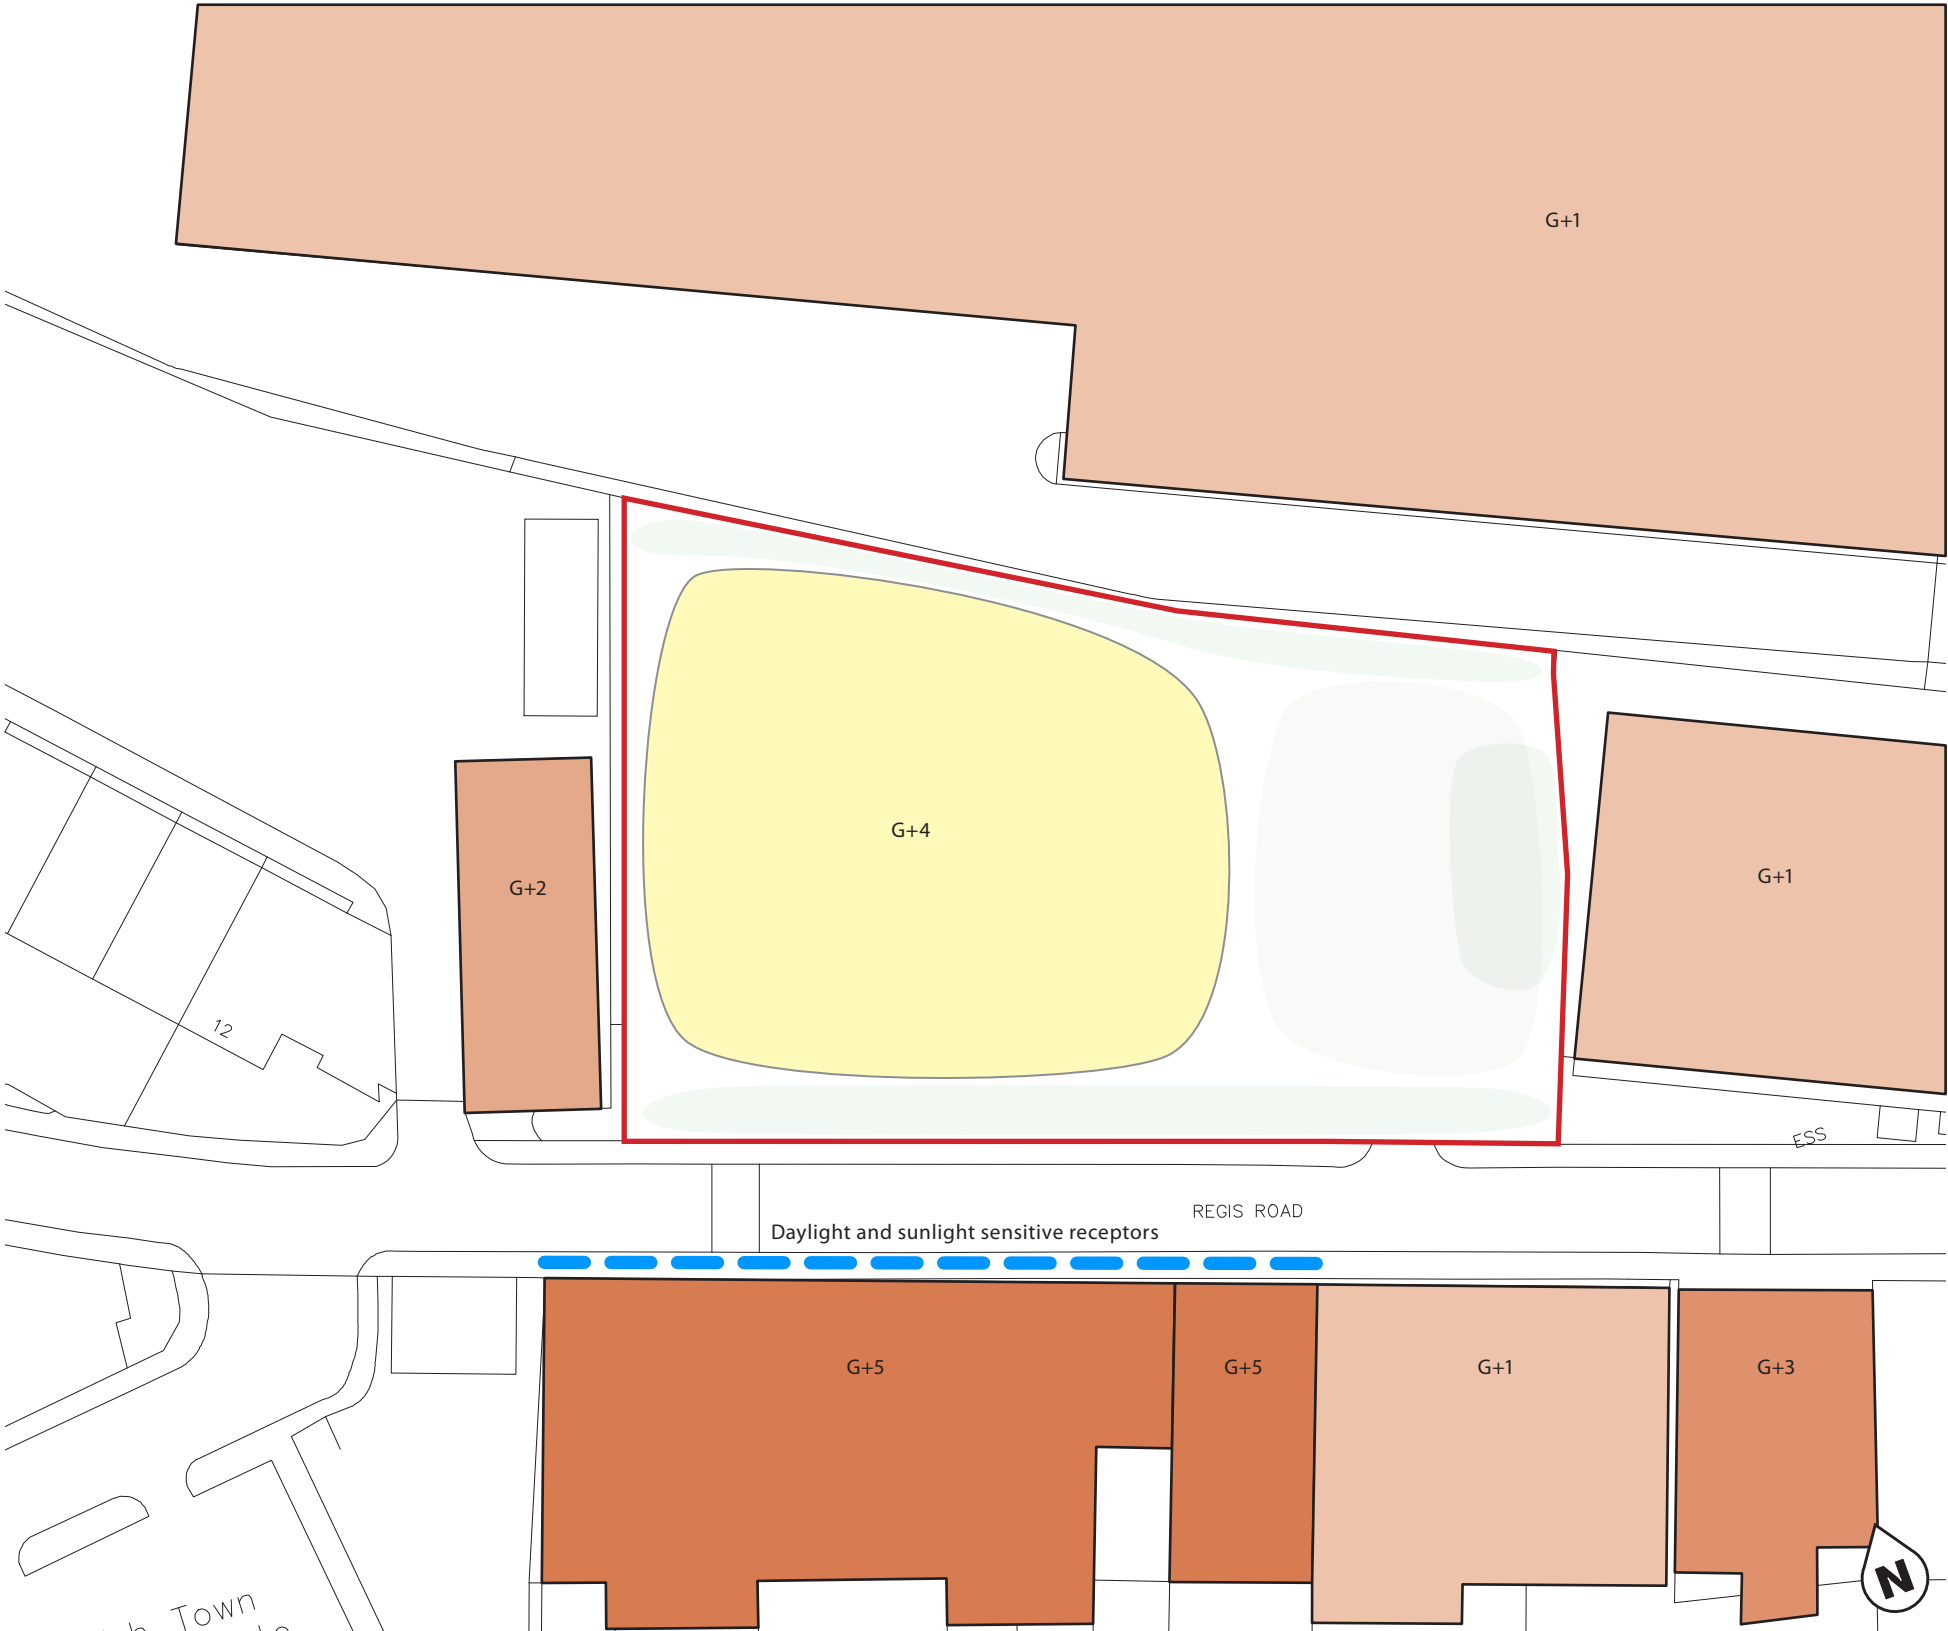 G+1
G+4
G+2
G+1
12
ESS
REGIS ROAD
Daylight and sunlight sensitive receptors
G+5
G+5
G+1
G+3
N
Town